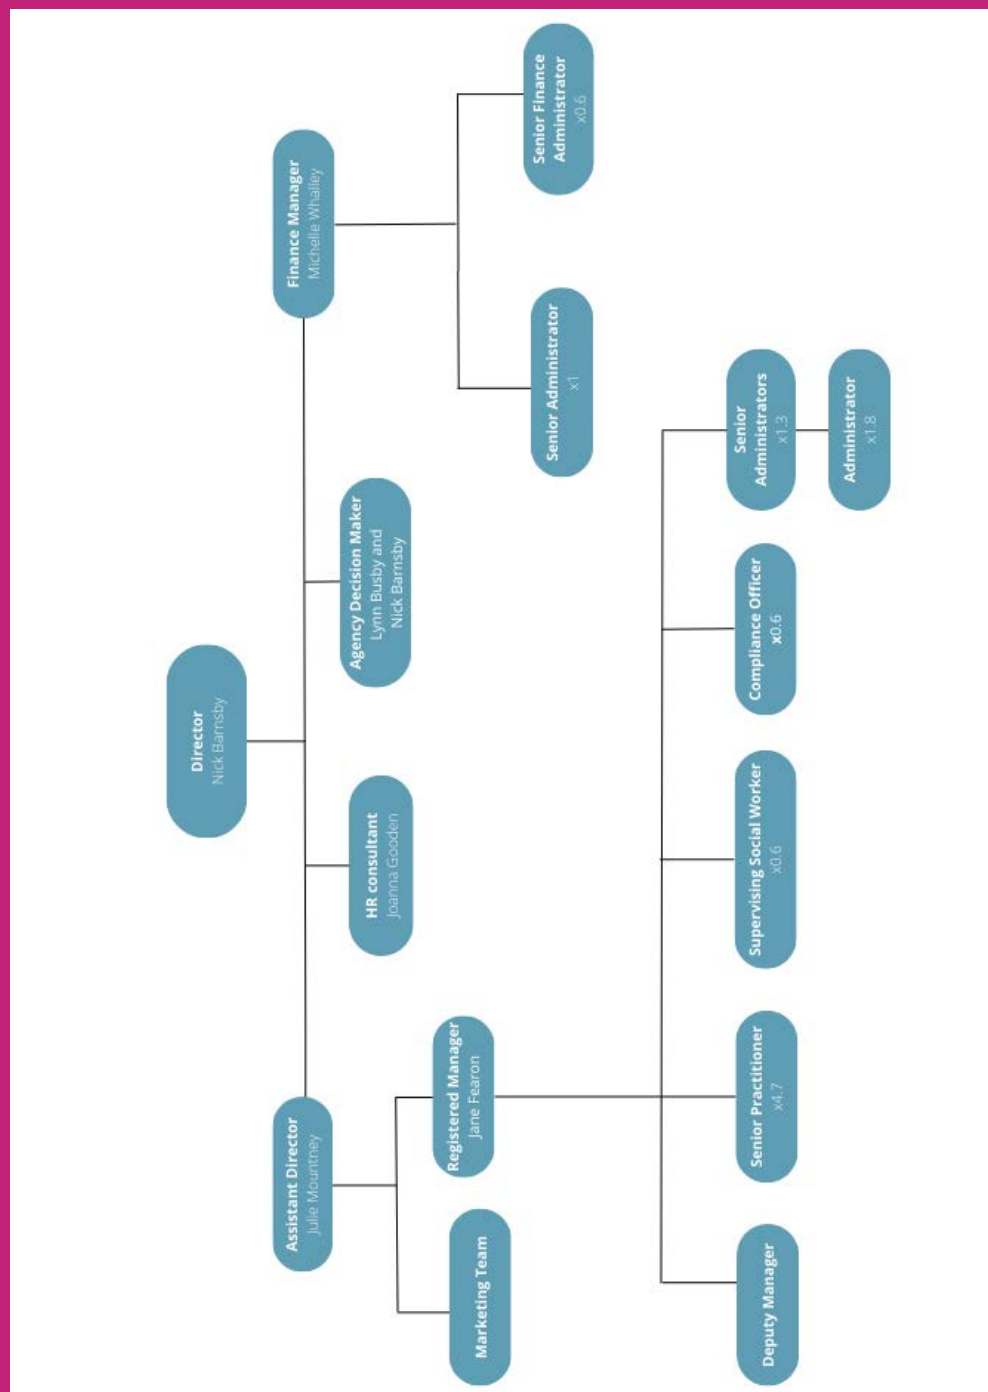 Director
Nick Barnsby
Assistant Director
Julie Mountney
HR consultant
Joanna Gooden
Agency Decision Maker
Lynn Busby and
Nick Barnsby
Finance Manager
Michelle Whalley
Marketing Team
Registered Manager
Jane Fearon
Senior Administrator
x1
Senior Finance
Administrator
x0.6
Deputy Manager
Senior Practitioner
x4.7
Supervising Social Worker
x0.6
Compliance Officer
x0.6
Senior
Administrators
x1.3
Administrator
x1.8